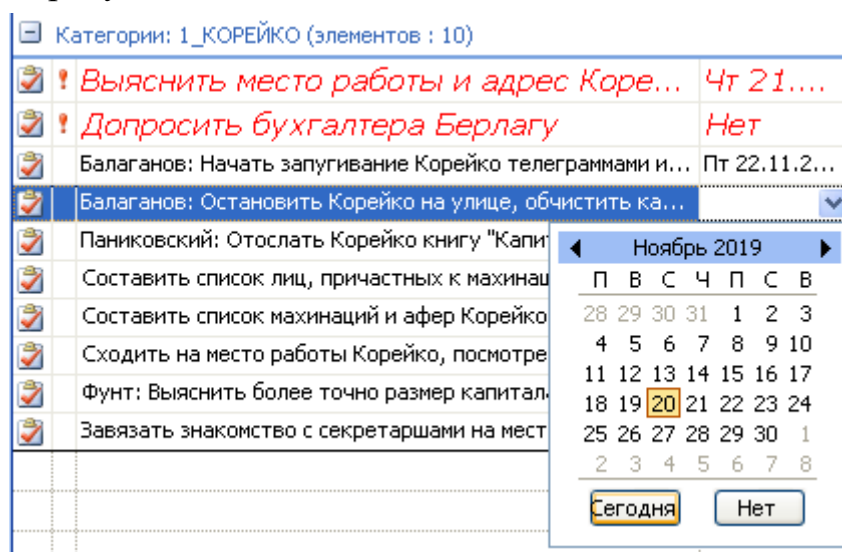 Категории: 1_КОРЕЙКО (элементов : 10)
Выяснить место работы и адрес Коре... Чт 21....
Допросить бухгалтера Берлагу Нет
Балаганов: Начать запугивание Корейко телеграммами и... Пт 22.11.2...
Балаганов: Остановить Корейко на улице, обчистить ка...
Паниковский: Отослать Корейко книгу "Капит
Составить список лиц, причастных к махинац
Составить список махинаций и афер Корейко
Сходить на место работы Корейко, посмотре
Фунт: Выяснить более точно размер капитал
Завязать знакомство с секретаршами на мест
Ноябрь 2019
П В С Ч П С В
28 29 30 31 1 2 3
4 5 6 7 8 9 10
11 12 13 14 15 16 17
18 19 20 21 22 23 24
25 26 27 28 29 30 1
2 3 4 5 6 7 8
Сегодня Нет